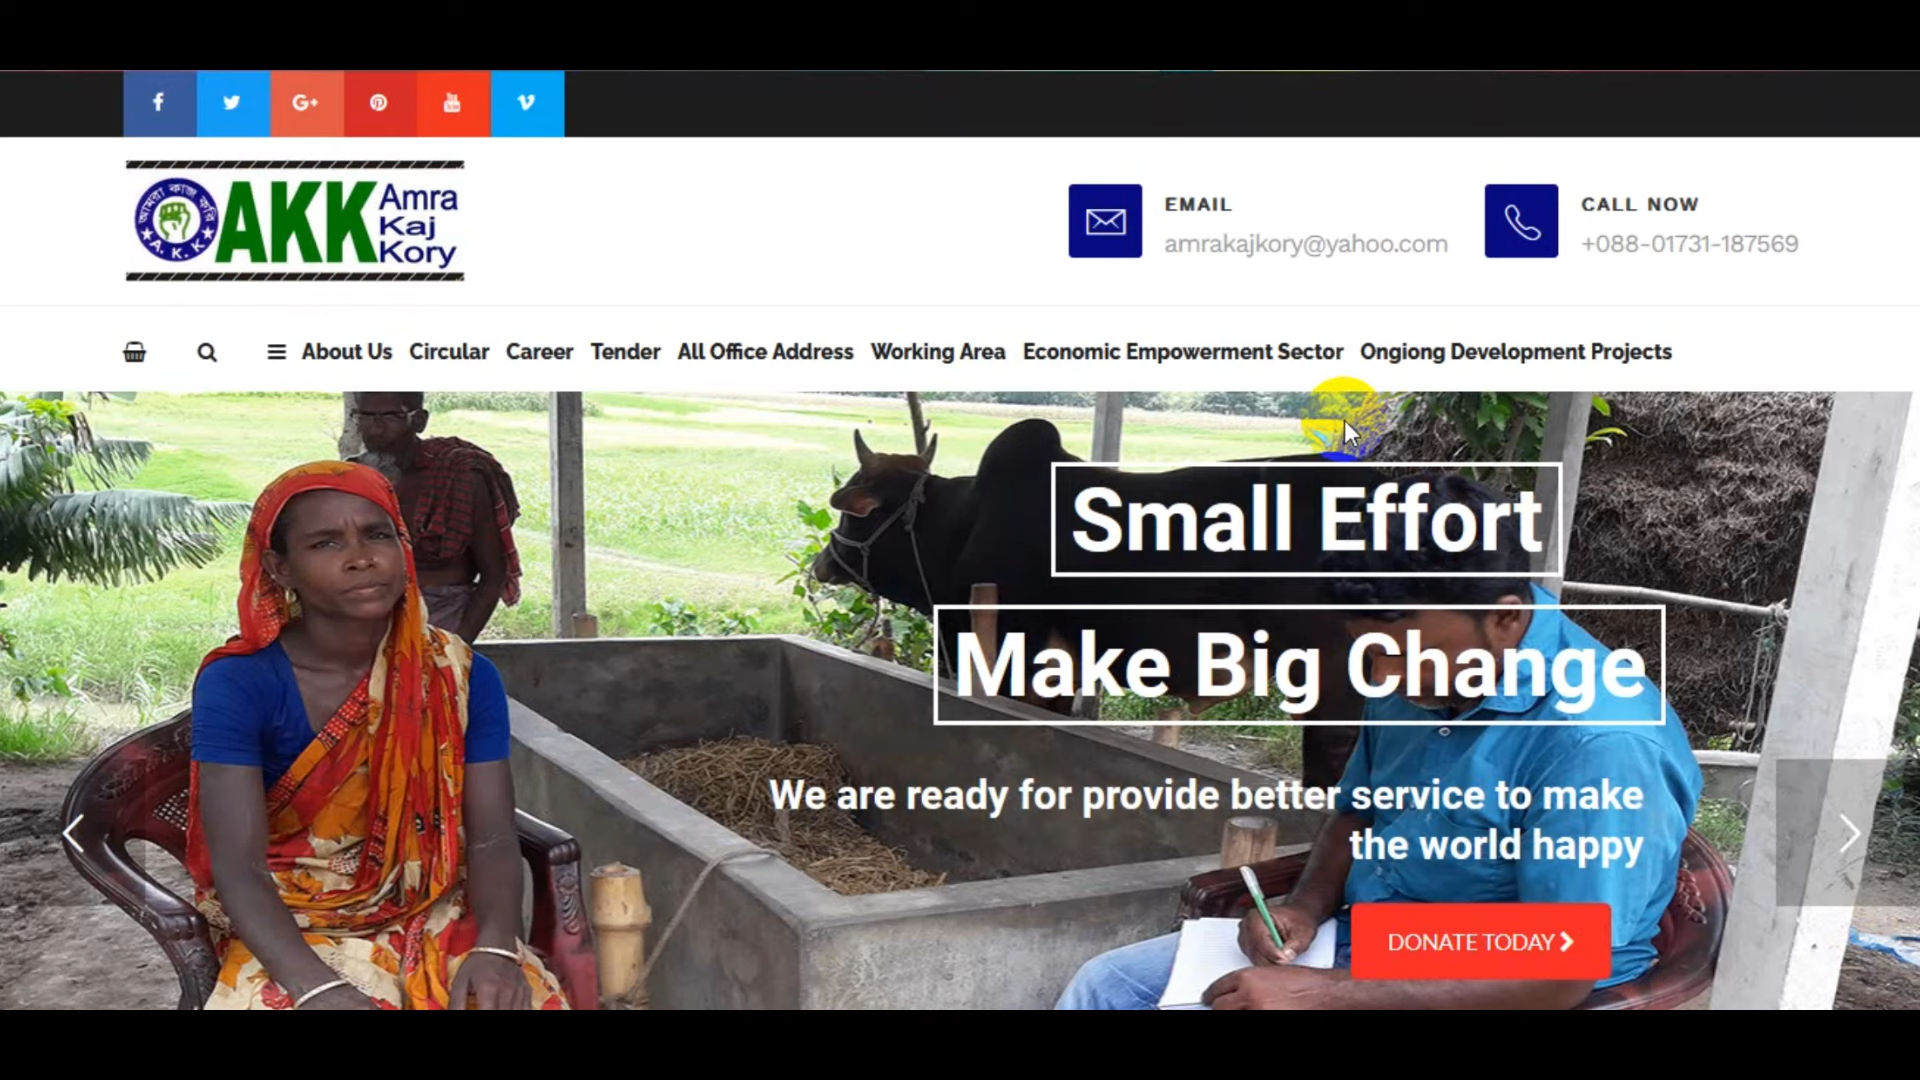 আমরা কাজ করি
A. K. K
AKK
Amra
Kaj
Kory
EMAIL
amrakajkory@yahoo.com
CALL NOW
+088-01731-187569
About Us Circular Career Tender All Office Address Working Area Economic Empowerment Sector Ongiong Development Projects
Small Effort
Make Big Change
We are ready for provide better service to make
the world happy
DONATE TODAY